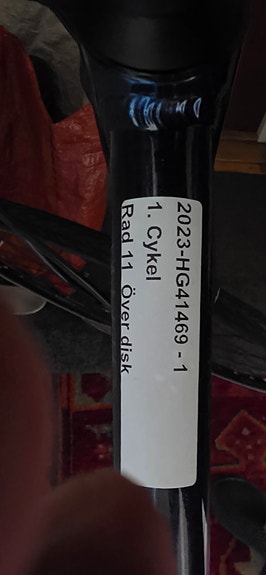 2023-HG41469 - 1
1. Cykel
Rad 11 Över disk